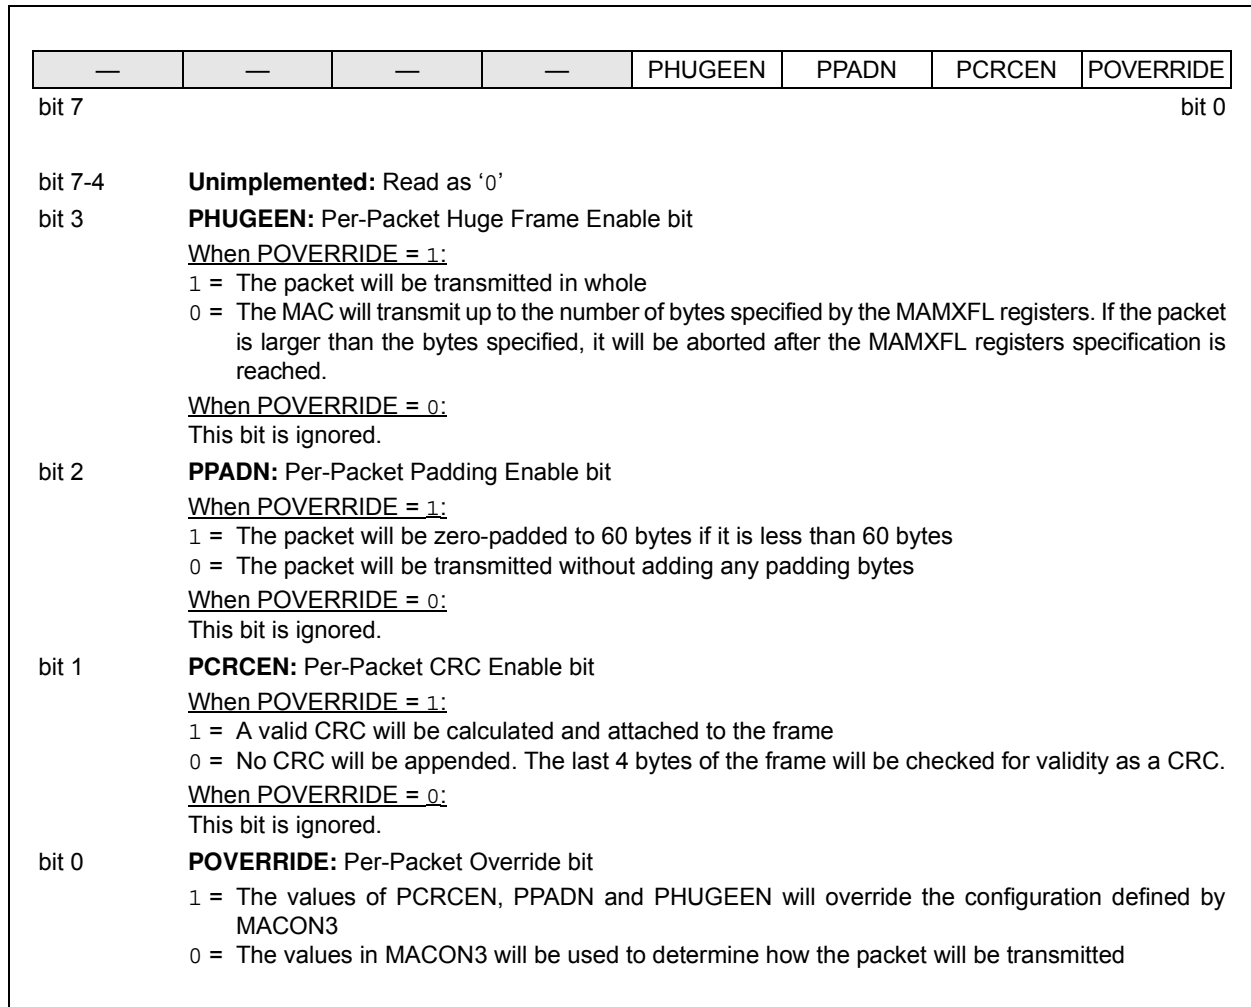 — — — — PHUGEEN PPADN PCRCEN POVERRIDE
bit 7 bit 0
bit 7-4 Unimplemented: Read as ‘0’
bit 3 PHUGEEN: Per-Packet Huge Frame Enable bit
When POVERRIDE = 1:
1 = The packet will be transmitted in whole
0 = The MAC will transmit up to the number of bytes specified by the MAMXFL registers. If the packet
is larger than the bytes specified, it will be aborted after the MAMXFL registers specification is
reached.
When POVERRIDE = 0:
This bit is ignored.
bit 2 PPADN: Per-Packet Padding Enable bit
When POVERRIDE = 1:
1 = The packet will be zero-padded to 60 bytes if it is less than 60 bytes
0 = The packet will be transmitted without adding any padding bytes
When POVERRIDE = 0:
This bit is ignored.
bit 1 PCRCEN: Per-Packet CRC Enable bit
When POVERRIDE = 1:
1 = A valid CRC will be calculated and attached to the frame
0 = No CRC will be appended. The last 4 bytes of the frame will be checked for validity as a CRC.
When POVERRIDE = 0:
This bit is ignored.
bit 0 POVERRIDE: Per-Packet Override bit
1 = The values of PCRCEN, PPADN and PHUGEEN will override the configuration defined by
MACON3
0 = The values in MACON3 will be used to determine how the packet will be transmitted